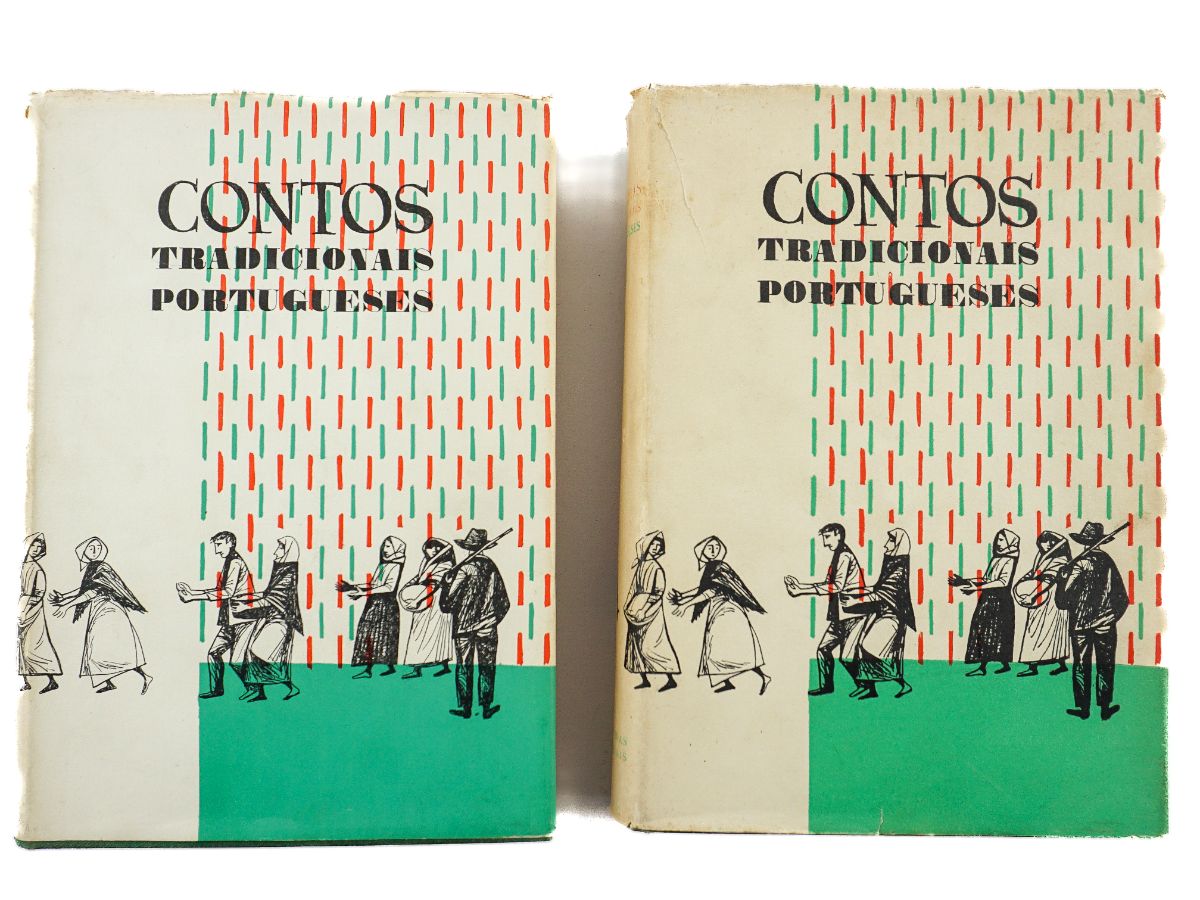 CONTOS
TRADICIONAIS
PORTUGUESES
CONTOS
TRADICIONAIS
PORTUGUESES